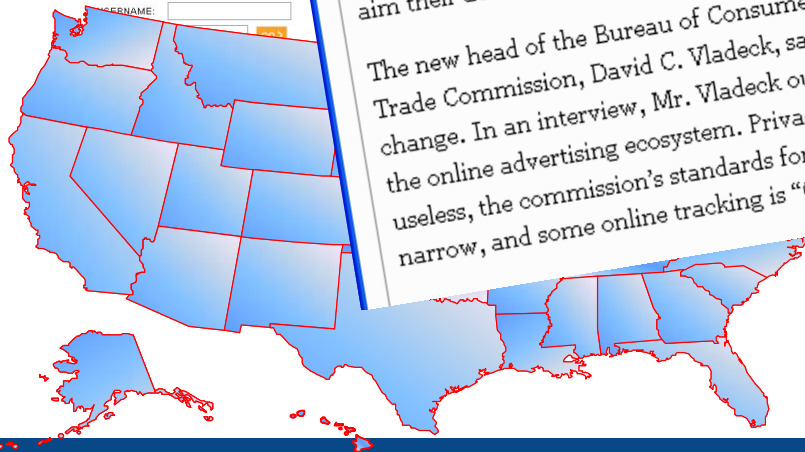 USERNAME:
GO>
aim their
The new head of the Bureau of Consume
Trade Commission, David C. Vladeck, sa
change. In an interview, Mr. Vladeck ou
the online advertising ecosystem. Priva
useless, the commission's standards for
narrow, and some online tracking is "